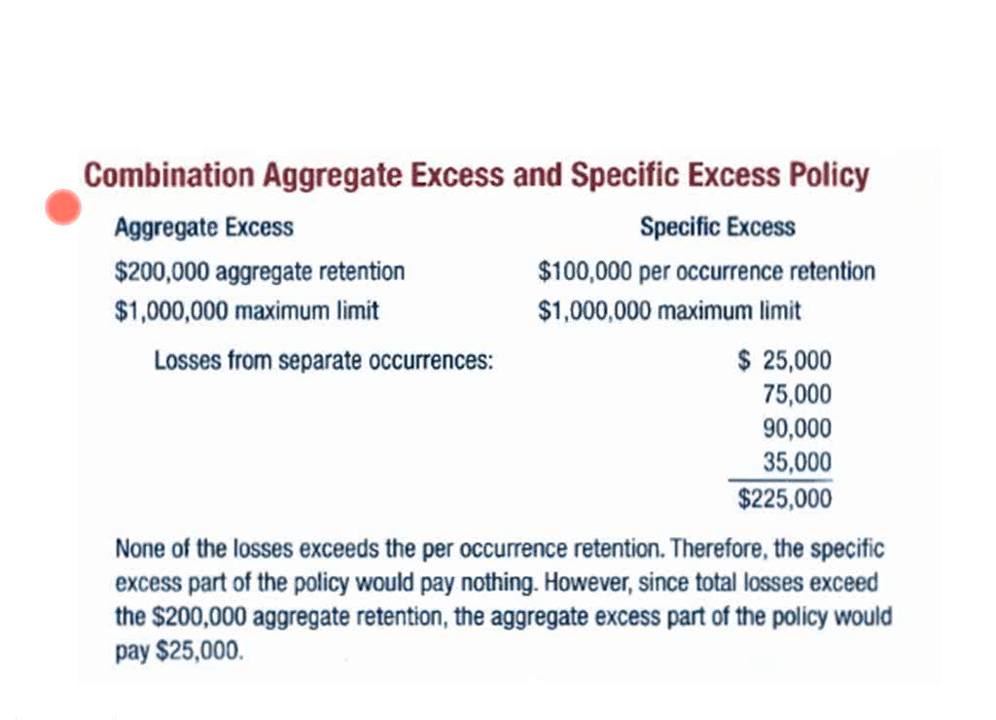 Combination Aggregate Excess and Specific Excess Policy
Aggregate Excess Specific Excess
$200,000 aggregate retention $100,000 per occurrence retention
$1,000,000 maximum limit $1,000,000 maximum limit
Losses from separate occurrences: $ 25,000
75,000
90,000
35,000
$225,000
None of the losses exceeds the per occurrence retention. Therefore, the specific
excess part of the policy would pay nothing. However, since total losses exceed
the $200,000 aggregate retention, the aggregate excess part of the policy would
pay $25,000.